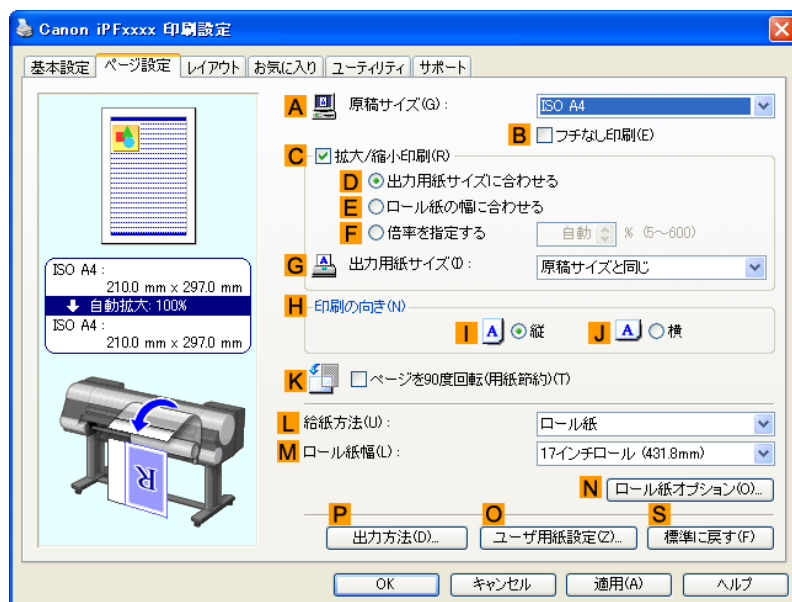 Canon iPFxxxx 印刷設定
基本設定 ページ設定 レイアウト お気に入り ユーティリティ サポート
A 原稿サイズ(G) : ISO A4
B フチなし印刷(E)
C 拡大/縮小印刷(R)
D 出力用紙サイズに合わせる
E ロール紙の幅に合わせる
F 倍率を指定する 自動 % (5~600)
G 出力用紙サイズ(I) : 原稿サイズと同じ
ISO A4 :
210.0 mm x 297.0 mm
自動拡大: 100%
ISO A4 :
210.0 mm x 297.0 mm
H 印刷の向き(N)
I A 縦 J A 横
K ページを90度回転(用紙節約)(T)
L 給紙方法(U) : ロール紙
M ロール紙幅(L) : 17インチロール (431.8mm)
R
N ロール紙オプション(O)...
P O S
出力方法(D)... ユーザ用紙設定(Z)... 標準に戻す(F)
OK キャンセル 適用(A) ヘルプ